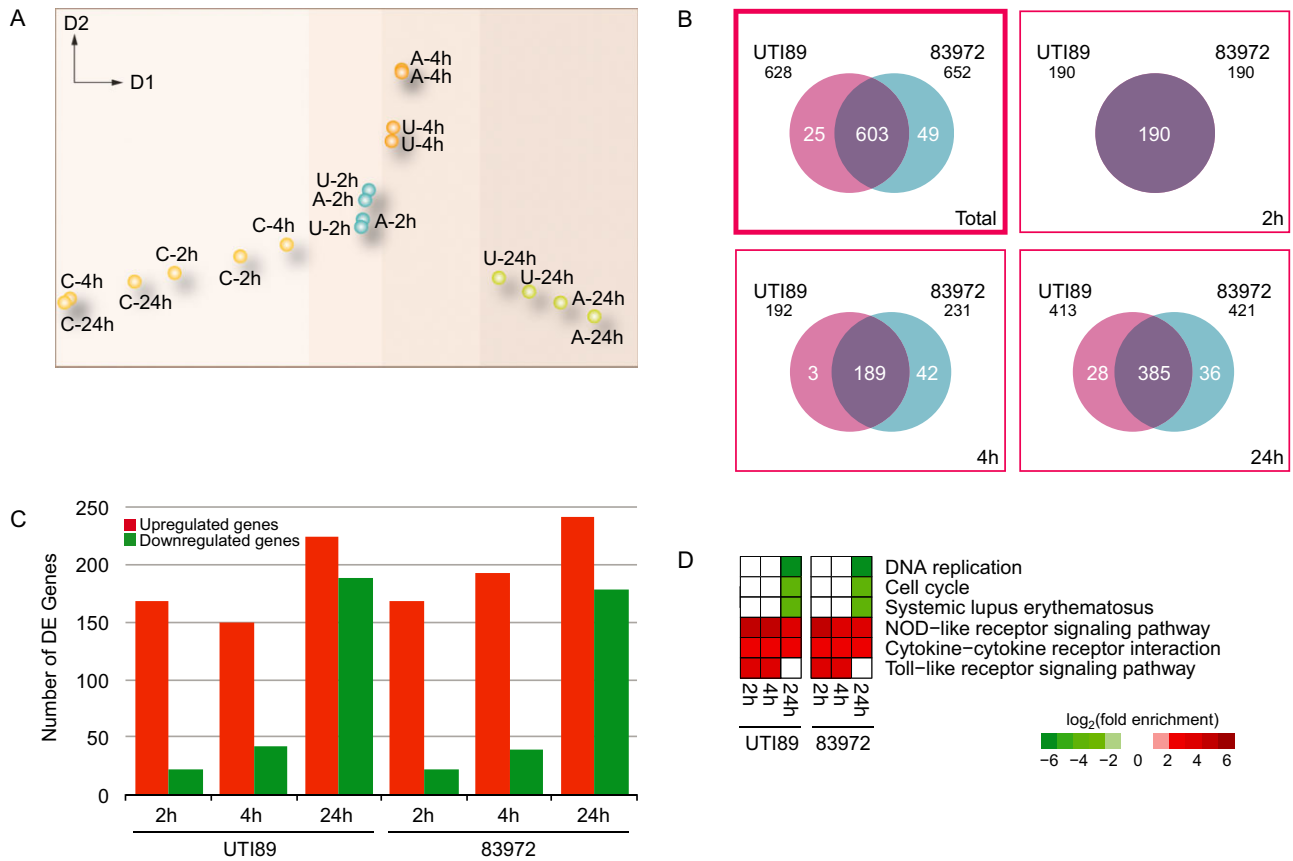 A
D2
D1
A-4h
A-4h
U-4h
U-4h
U-2h
A-2h
U-2h
A-2h
C-4h
C-2h
C-2h
C-4h
C-24h
C-24h
U-24h
U-24h
A-24h
A-24h
B
UTI89
628
83972
652
25
603
49
Total
UTI89
190
83972
190
190
2h
UTI89
192
83972
231
3
189
42
4h
UTI89
413
83972
421
28
385
36
24h
C
Number of DE Genes
250
200
150
100
50
0
Upregulated genes
Downregulated genes
2h 4h 24h 2h 4h 24h
UTI89 83972
D
DNA replication
Cell cycle
Systemic lupus erythematosus
NOD−like receptor signaling pathway
Cytokine−cytokine receptor interaction
Toll−like receptor signaling pathway
2h 4h 24h 2h 4h 24h
UTI89 83972
log₂(fold enrichment)
−6 −4 −2 0 2 4 6